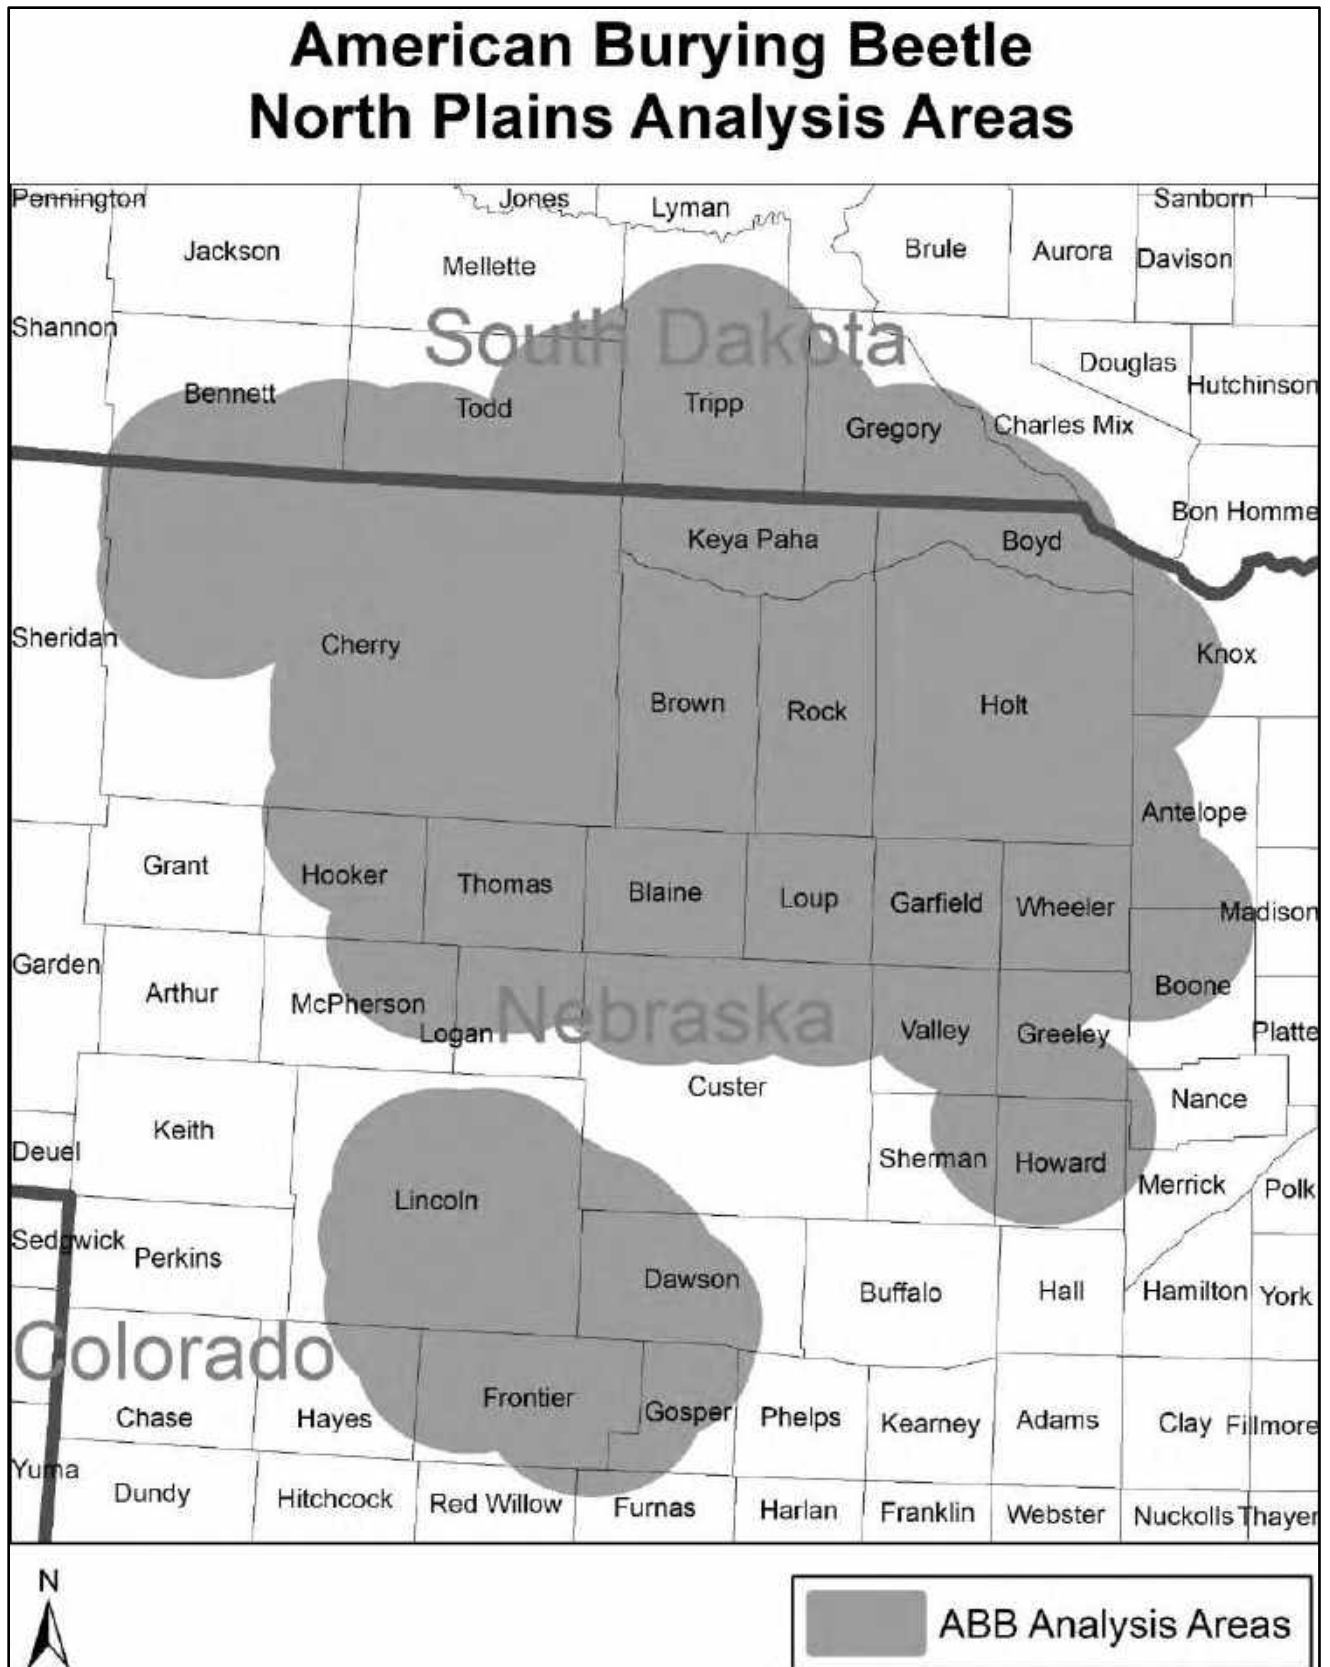 American Burying Beetle
North Plains Analysis Areas
Pennington
Jones
Lyman
Sanborn
Jackson
Mellette
Brule
Aurora
Davison
Shannon
South Dakota
Douglas
Hutchinson
Bennett
Todd
Tripp
Gregory
Charles Mix
Bon Homme
Keya Paha
Boyd
Sheridan
Cherry
Knox
Brown
Rock
Holt
Antelope
Grant
Hooker
Thomas
Blaine
Loup
Garfield
Wheeler
Madison
Garden
Arthur
McPherson
Logan
Nebraska
Valley
Greeley
Boone
Platte
Custer
Nance
Keith
Deuel
Sherman
Howard
Merrick
Polk
Lincoln
Sedgwick
Perkins
Dawson
Buffalo
Hall
Hamilton
York
Colorado
Chase
Hayes
Frontier
Gosper
Phelps
Kearney
Adams
Clay
Fillmore
Yuma
Dundy
Hitchcock
Red Willow
Furnas
Harlan
Franklin
Webster
Nuckolls
Thayer
N
ABB Analysis Areas